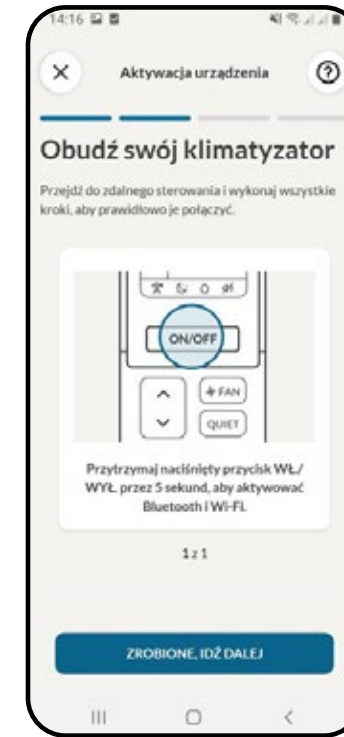 14:16
Aktywacja urządzenia
Obudź swój klimatyzator
Przejdź do zdalnego sterowania i wykonaj wszystkie
kroki, aby prawidłowo je połączyć.
ON/OFF
FAN
QUIET
Przytrzymaj naciśnięty przycisk WŁ./
WYŁ. przez 5 sekund, aby aktywować
Bluetooth i Wi-Fi.
1 z 1
ZROBIONE, IDŹ DALEJ